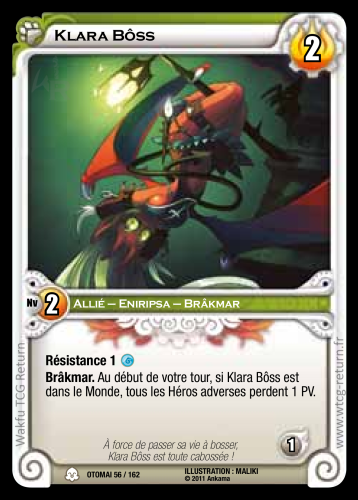 KLARA BÔSS
2
Nv 2 ALLIÉ – ENIRIPSA – BRÂKMAR
Résistance 1
Brâkmar. Au début de votre tour, si Klara Bôss est
dans le Monde, tous les Héros adverses perdent 1 PV.
À force de passer sa vie à bosser,
Klara Bôss est toute cabossée !
1
OTOMAI 56 / 162
ILLUSTRATION : MALIKI
© 2011 Ankama
Wakfu TCG Return
www.wtcg-return.fr